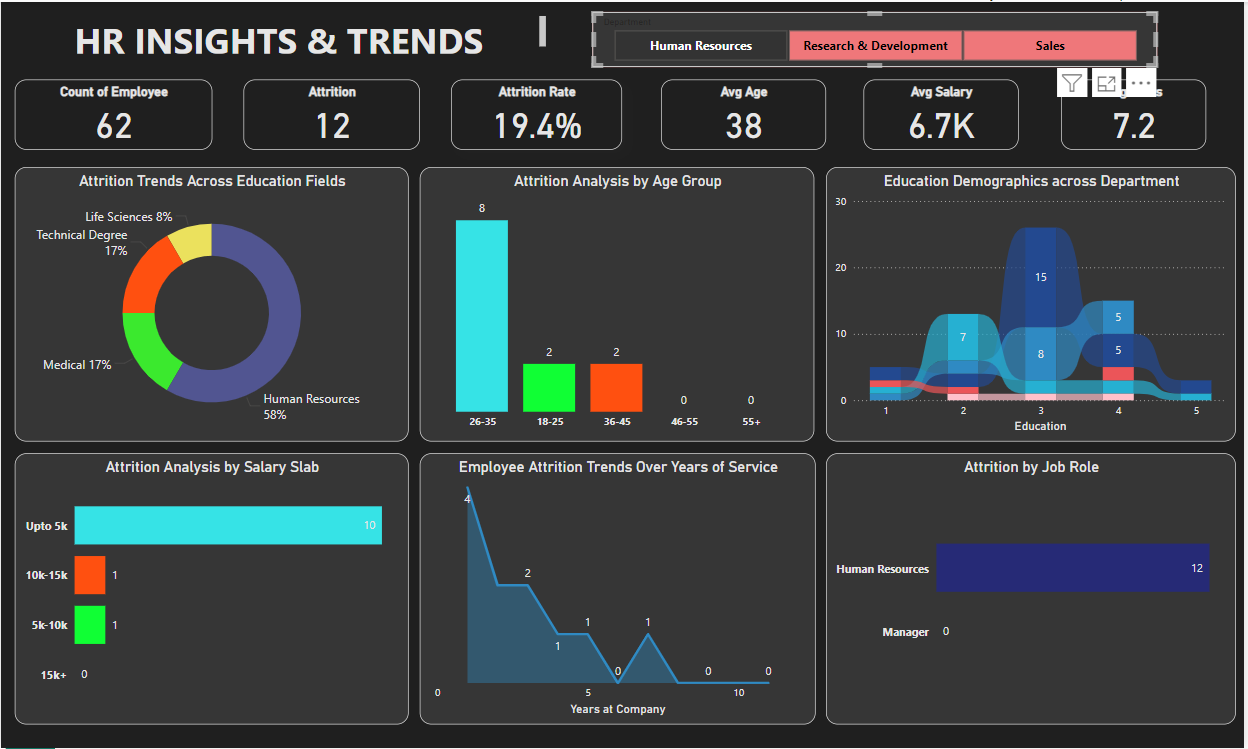 HR INSIGHTS & TRENDS
Department
Human Resources
Research & Development
Sales
Count of Employee
62
Attrition
12
Attrition Rate
19.4%
Avg Age
38
Avg Salary
6.7K
7.2
Attrition Trends Across Education Fields
Life Sciences 8%
Technical Degree
17%
Medical 17%
Human Resources
58%
Attrition Analysis by Age Group
8
2
2
0
0
26-35
18-25
36-45
46-55
55+
Education Demographics across Department
30
20
10
0
15
7
8
5
5
1
2
3
4
5
Education
Attrition Analysis by Salary Slab
Upto 5k
10
10k-15k
1
5k-10k
1
15k+
0
Employee Attrition Trends Over Years of Service
4
2
1
1
0
1
0
0
0
5
10
Years at Company
Attrition by Job Role
Human Resources
12
Manager
0